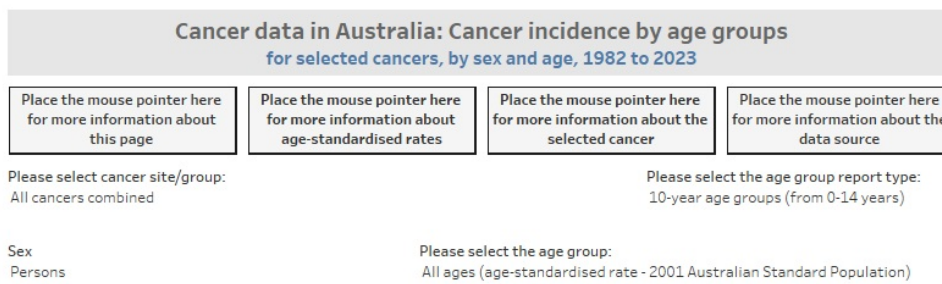 Cancer data in Australia: Cancer incidence by age groups
for selected cancers, by sex and age, 1982 to 2023
Place the mouse pointer here
for more information about
this page
Place the mouse pointer here
for more information about
age-standardised rates
Place the mouse pointer here
for more information about the
selected cancer
Place the mouse pointer here
for more information about the
data source
Please select cancer site/group:
All cancers combined
Please select the age group report type:
10-year age groups (from 0-14 years)
Sex
Persons
Please select the age group:
All ages (age-standardised rate - 2001 Australian Standard Population)